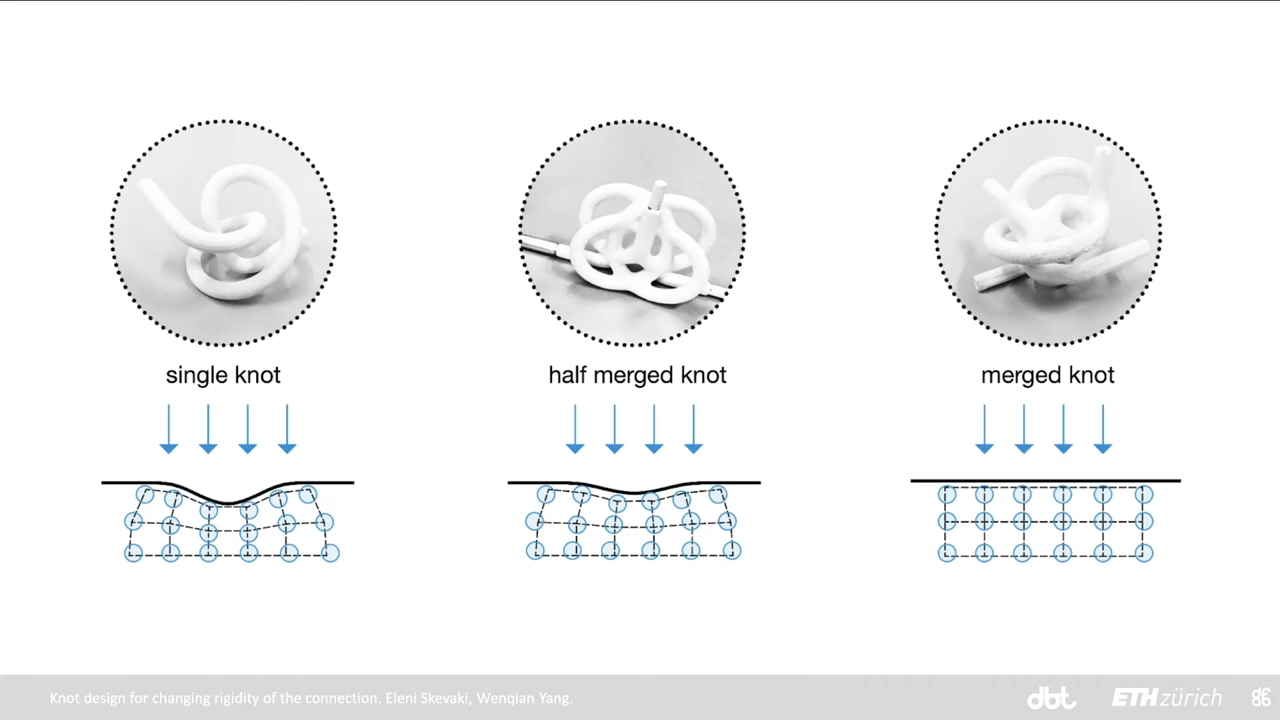 single knot
half merged knot
merged knot
Knot design for changing rigidity of the connection. Eleni Skevaki, Wenqian Yang.
dbt
ETH zürich